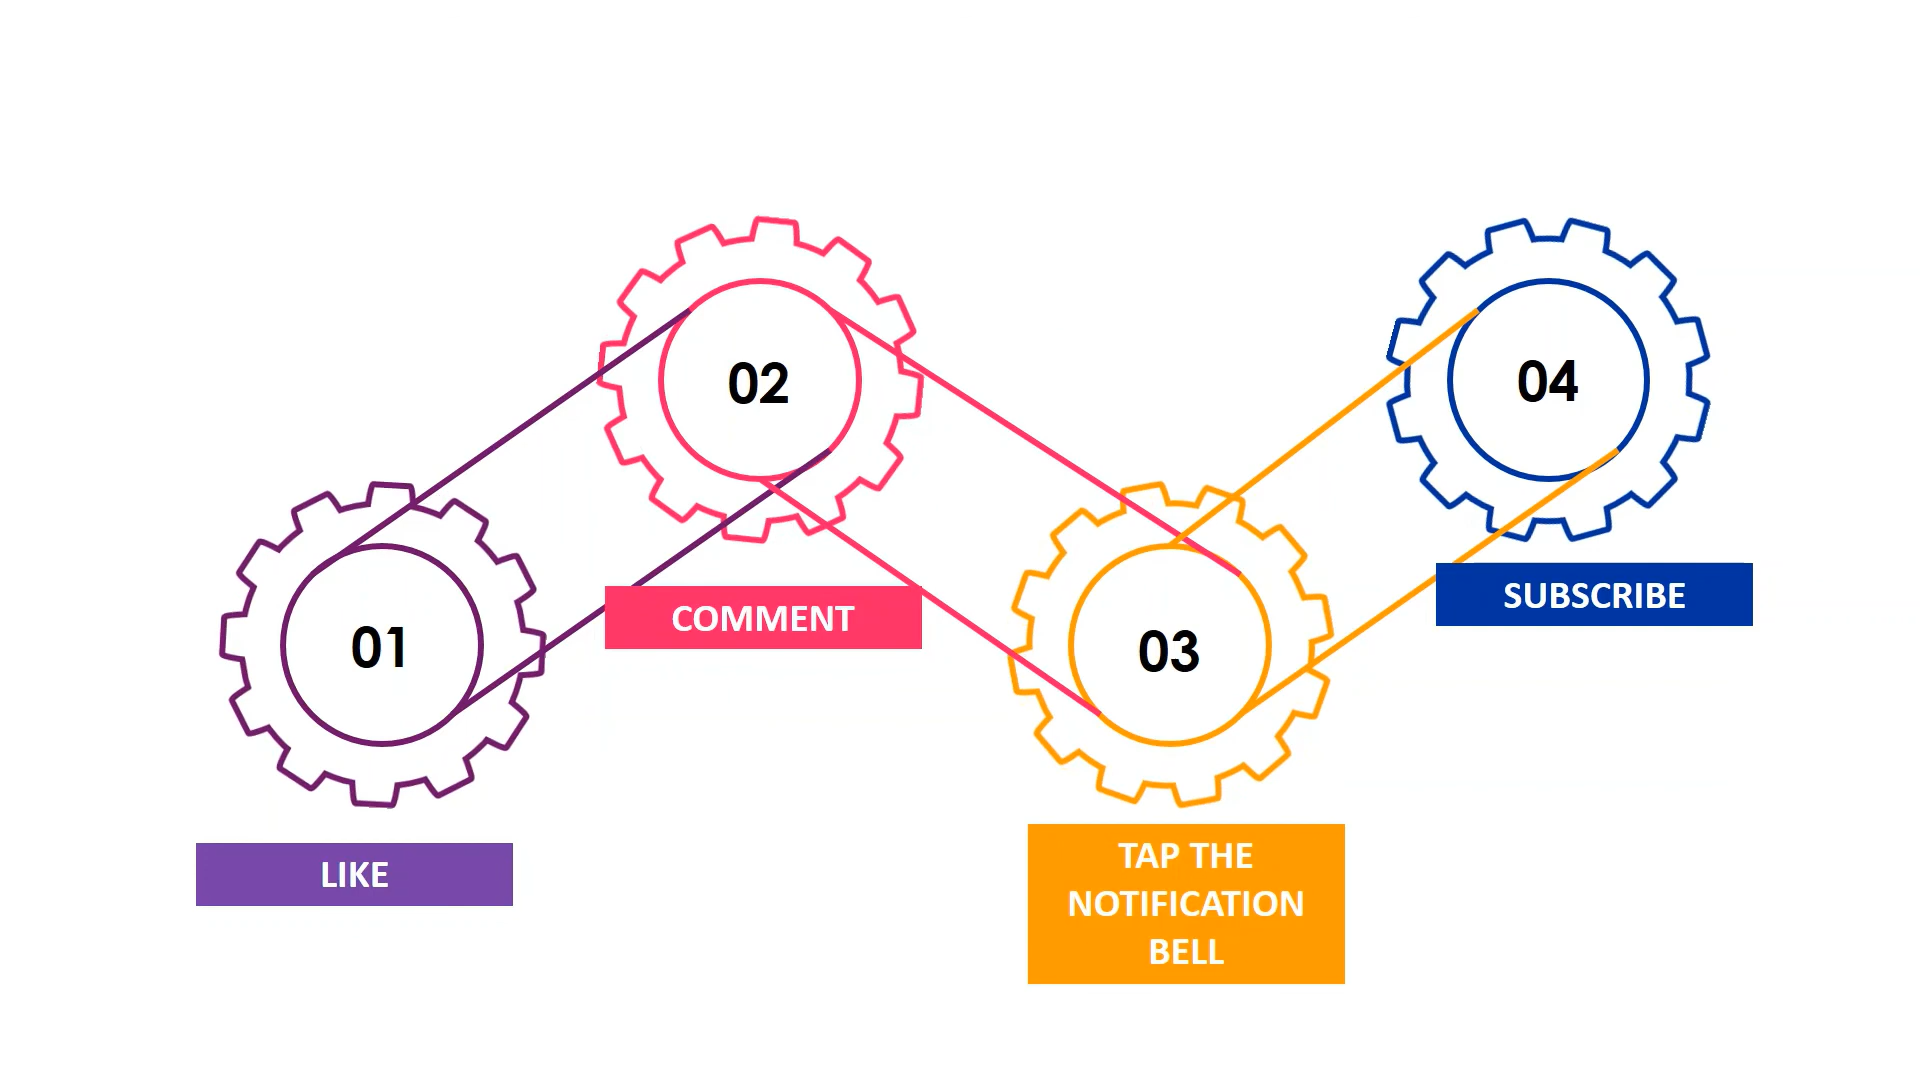 01
LIKE
02
COMMENT
03
TAP THE
NOTIFICATION
BELL
04
SUBSCRIBE